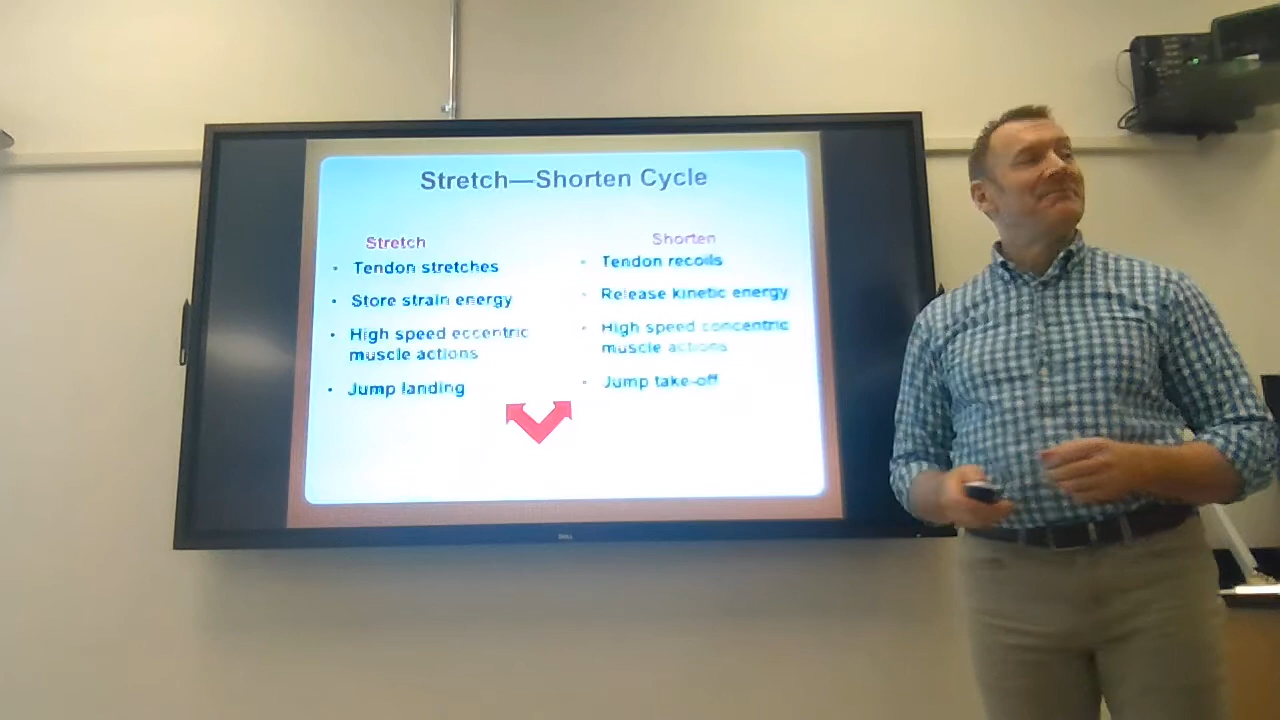 Stretch—Shorten Cycle
Stretch
• Tendon stretches
• Store strain energy
• High speed eccentric
muscle actions
• Jump landing
Shorten
• Tendon recoils
• Release kinetic energy
• High speed concentric
muscle actions
• Jump take-off
DELL